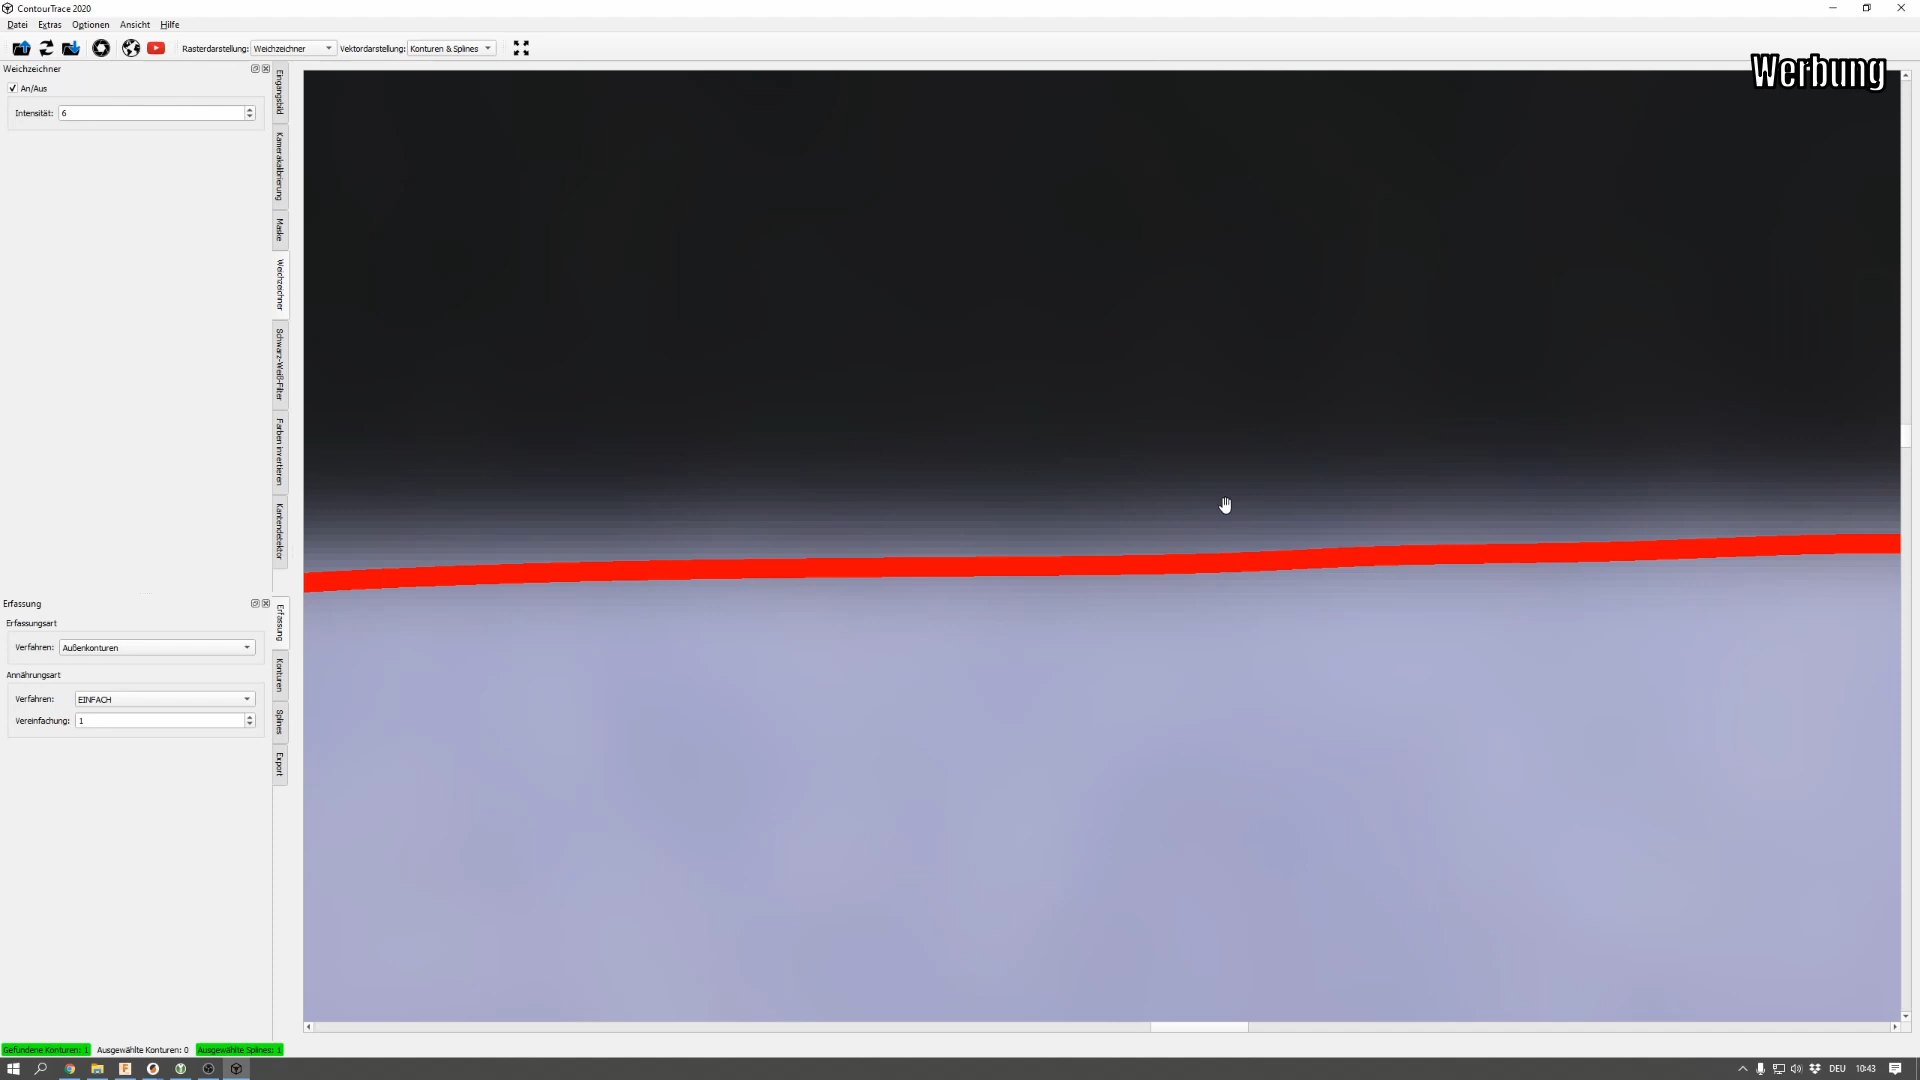 ContourTrace 2020
Datei Extras Optionen Ansicht Hilfe
Rasterdarstellung: Weichzeichner Vektordarstellung: Konturen & Splines
Werbung
Weichzeichner
An/Aus
Intensität: 6
Eingangsbild
Kamerakalibrierung
Maske
Weichzeichner
Schwarz-Weiß-Filter
Farben invertieren
Kantendetektor
Erfassung
Erfassungsart
Verfahren: Außenkonturen
Annährungsart
Verfahren: EINFACH
Vereinfachung: 1
Erfassung
Konturen
Splines
Export
Gefundene Konturen: 1 Ausgewählte Konturen: 0 Ausgewählte Splines: 1
DEU 10:43